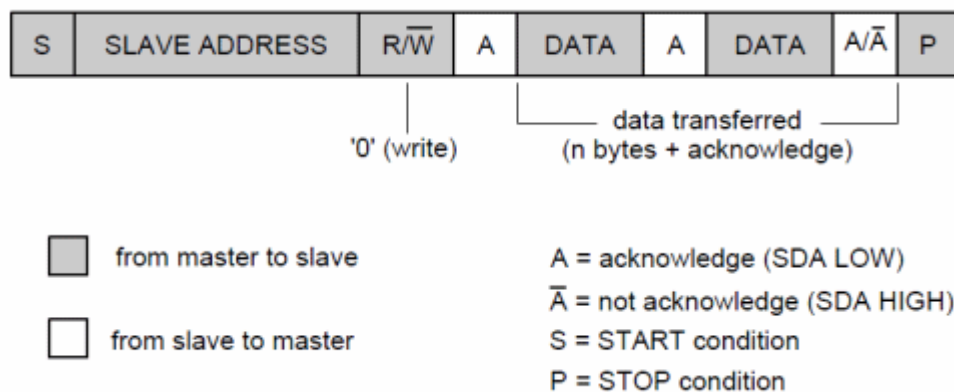 S SLAVE ADDRESS R/W̅ A DATA A DATA A/A̅ P
'0' (write)
data transferred
(n bytes + acknowledge)
from master to slave
from slave to master
A = acknowledge (SDA LOW)
A̅ = not acknowledge (SDA HIGH)
S = START condition
P = STOP condition